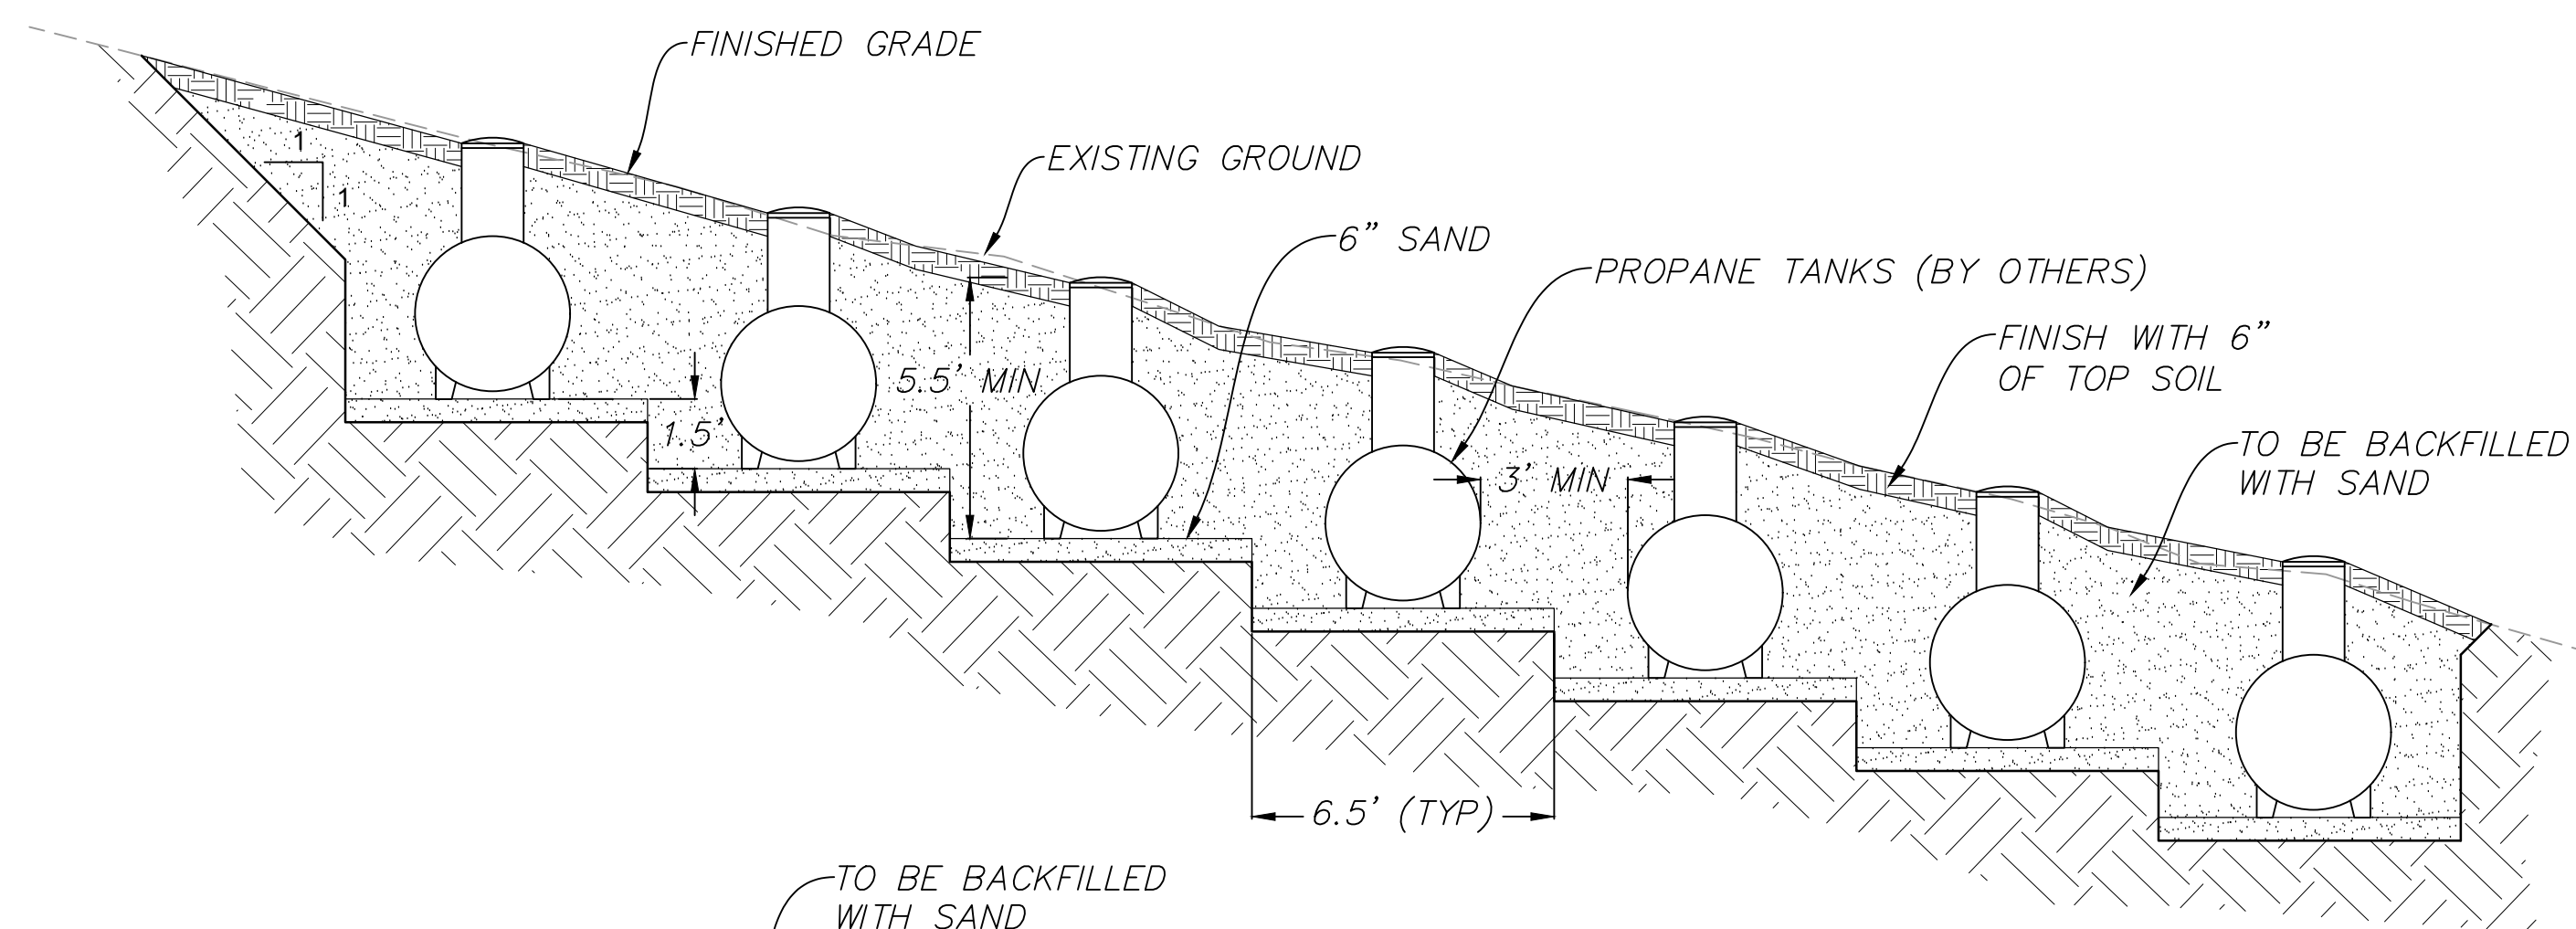 FINISHED GRADE
EXISTING GROUND
1
1
6” SAND
PROPANE TANKS (BY OTHERS)
FINISH WITH 6”
OF TOP SOIL
5.5’ MIN
1.5’
3’ MIN
TO BE BACKFILLED
WITH SAND
6.5’ (TYP)
TO BE BACKFILLED
WITH SAND